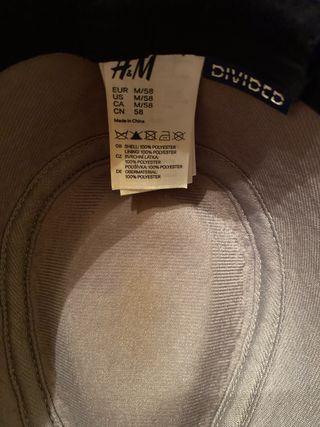 H&M
DIVIDED
EUR M/58
US M/58
CA M/58
CN 58
Made in China
GB SHELL: 100% POLYESTER
LINING: 100% POLYESTER
CZ SVRCHNÍ LÁTKA:
100% POLYESTER
PODŠÍVKA: 100% POLYESTER
DE OBERMATERIAL:
100% POLYESTER